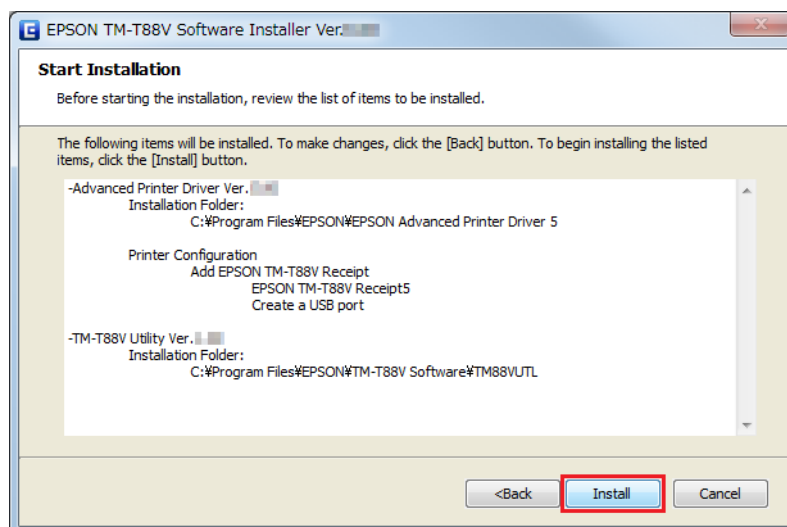 EPSON TM-T88V Software Installer Ver.
Start Installation
Before starting the installation, review the list of items to be installed.
The following items will be installed. To make changes, click the [Back] button. To begin installing the listed
items, click the [Install] button.
-Advanced Printer Driver Ver.
Installation Folder:
C:¥Program Files¥EPSON¥EPSON Advanced Printer Driver 5
Printer Configuration
Add EPSON TM-T88V Receipt
EPSON TM-T88V Receipt5
Create a USB port
-TM-T88V Utility Ver.
Installation Folder:
C:¥Program Files¥EPSON¥TM-T88V Software¥TM88VUTL
<Back
Install
Cancel